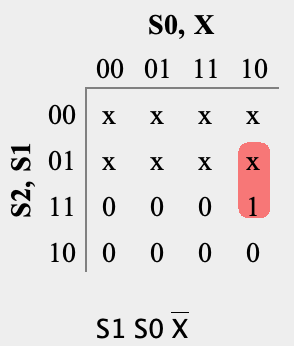 S0, X
00 01 11 10
S2, S1
00 x x x x
01 x x x x
11 0 0 0 1
10 0 0 0 0
S1 S0 X̅